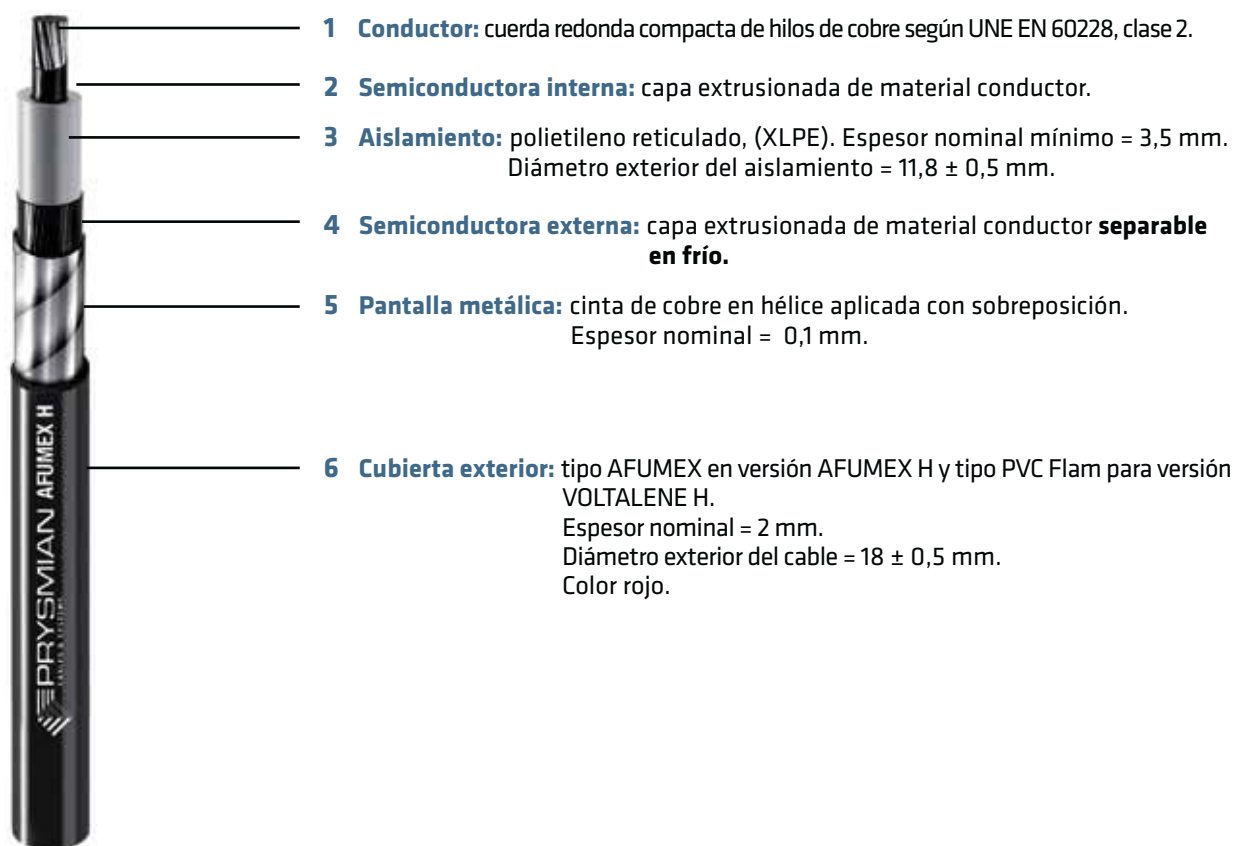 1 Conductor: cuerda redonda compacta de hilos de cobre según UNE EN 60228, clase 2.
2 Semiconductora interna: capa extrusionada de material conductor.
3 Aislamiento: polietileno reticulado, (XLPE). Espesor nominal mínimo = 3,5 mm.
Diámetro exterior del aislamiento = 11,8 ± 0,5 mm.
4 Semiconductora externa: capa extrusionada de material conductor separable
en frío.
5 Pantalla metálica: cinta de cobre en hélice aplicada con sobreposición.
Espesor nominal = 0,1 mm.
6 Cubierta exterior: tipo AFUMEX en versión AFUMEX H y tipo PVC Flam para versión
VOLTALENE H.
Espesor nominal = 2 mm.
Diámetro exterior del cable = 18 ± 0,5 mm.
Color rojo.
PRYSMIAN AFUMEX H
CABLES & SYSTEMS